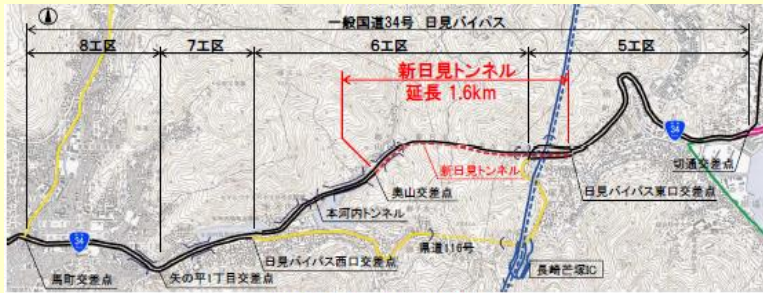 一般国道34号 日見バイパス
8工区
7工区
6工区
5工区
新日見トンネル
延長 1.6km
新日見トンネル
奥山交差点
本河内トンネル
34
切通交差点
日見バイパス東口交差点
県道116号
34
馬町交差点
矢の平1丁目交差点
日見バイパス西口交差点
長崎芒塚IC